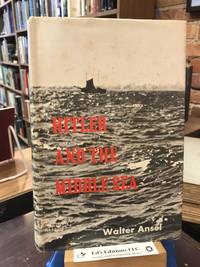 HITLER
AND THE
MIDDLE SEA
Walter Ansel
Ed's Editions LLC